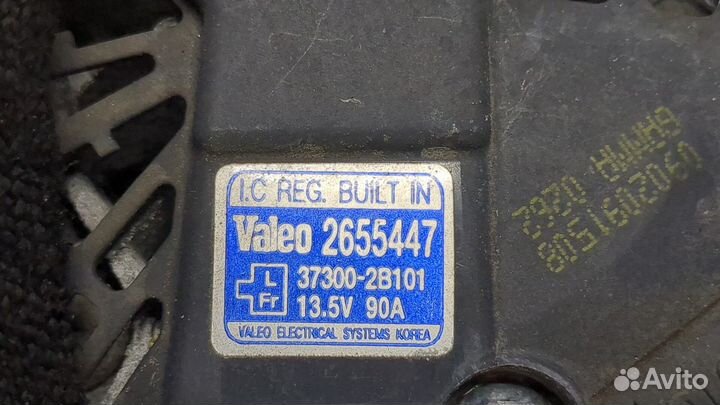 I.C REG. BUILT IN
Valeo 2655447
L
Fr
37300-2B101
13.5V 90A
VALEO ELECTRICAL SYSTEMS KOREA
Avito